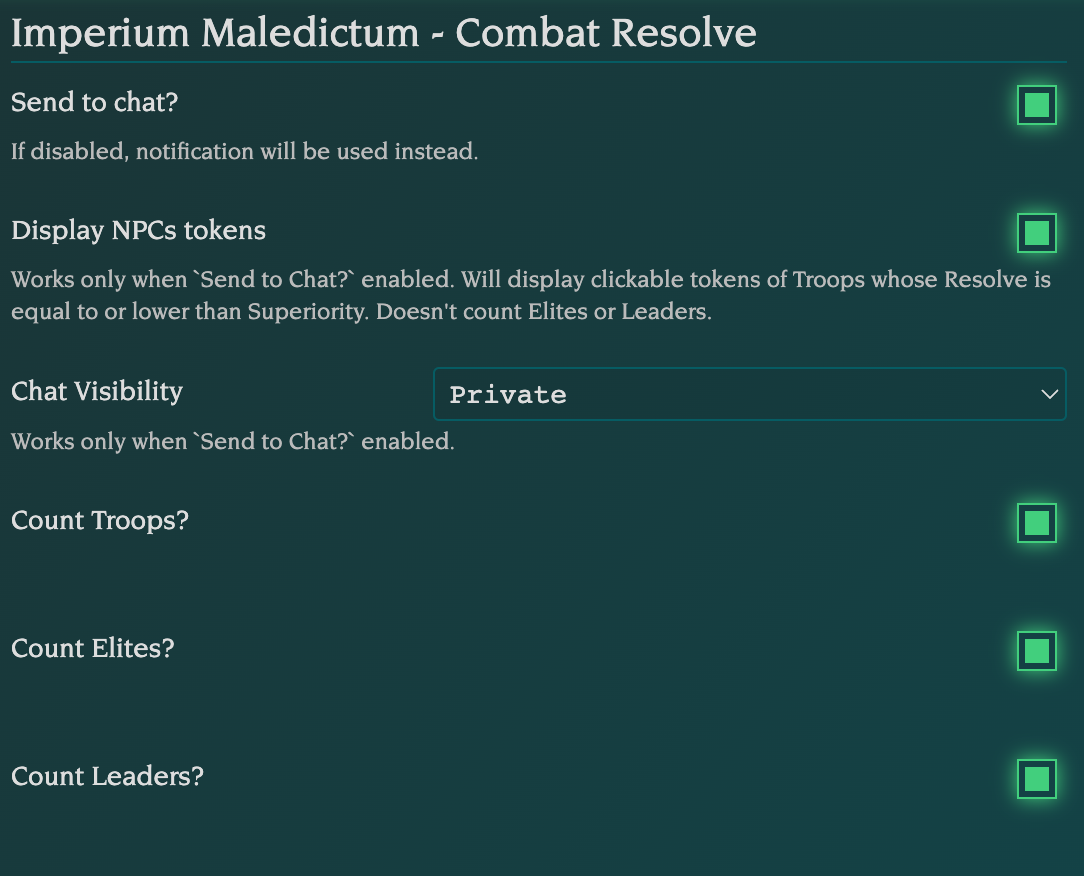 Imperium Maledictum - Combat Resolve
Send to chat?
If disabled, notification will be used instead.
Display NPCs tokens
Works only when `Send to Chat?` enabled. Will display clickable tokens of Troops whose Resolve is
equal to or lower than Superiority. Doesn't count Elites or Leaders.
Chat Visibility
Private
Works only when `Send to Chat?` enabled.
Count Troops?
Count Elites?
Count Leaders?